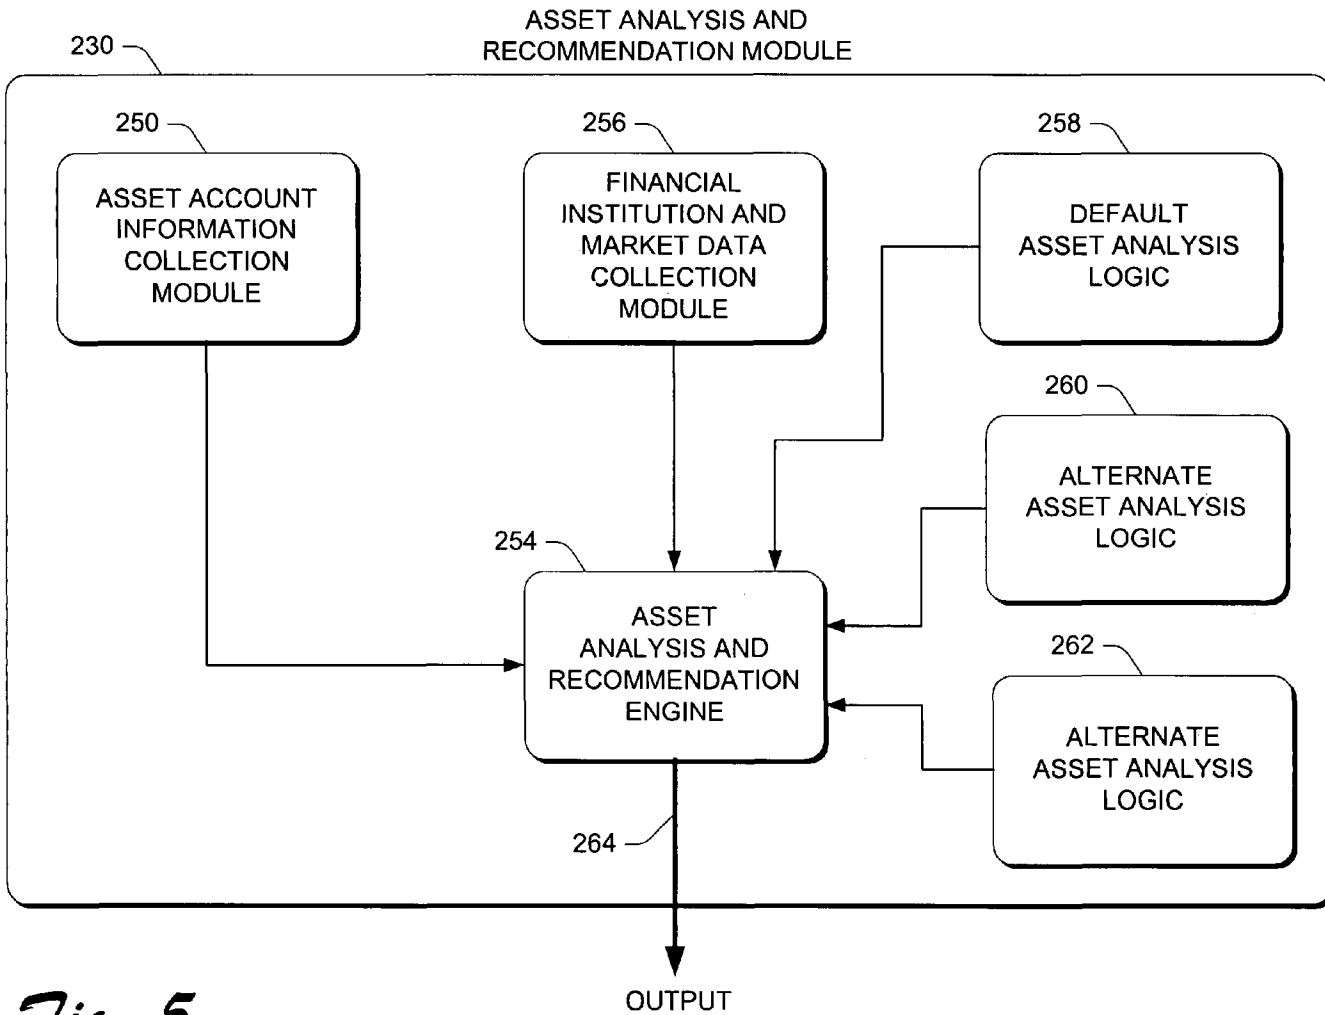 ASSET ANALYSIS AND
RECOMMENDATION MODULE
230
250
ASSET ACCOUNT
INFORMATION
COLLECTION
MODULE
256
FINANCIAL
INSTITUTION AND
MARKET DATA
COLLECTION
MODULE
258
DEFAULT
ASSET ANALYSIS
LOGIC
260
ALTERNATE
ASSET ANALYSIS
LOGIC
254
ASSET
ANALYSIS AND
RECOMMENDATION
ENGINE
262
ALTERNATE
ASSET ANALYSIS
LOGIC
264
OUTPUT
Fig. 5